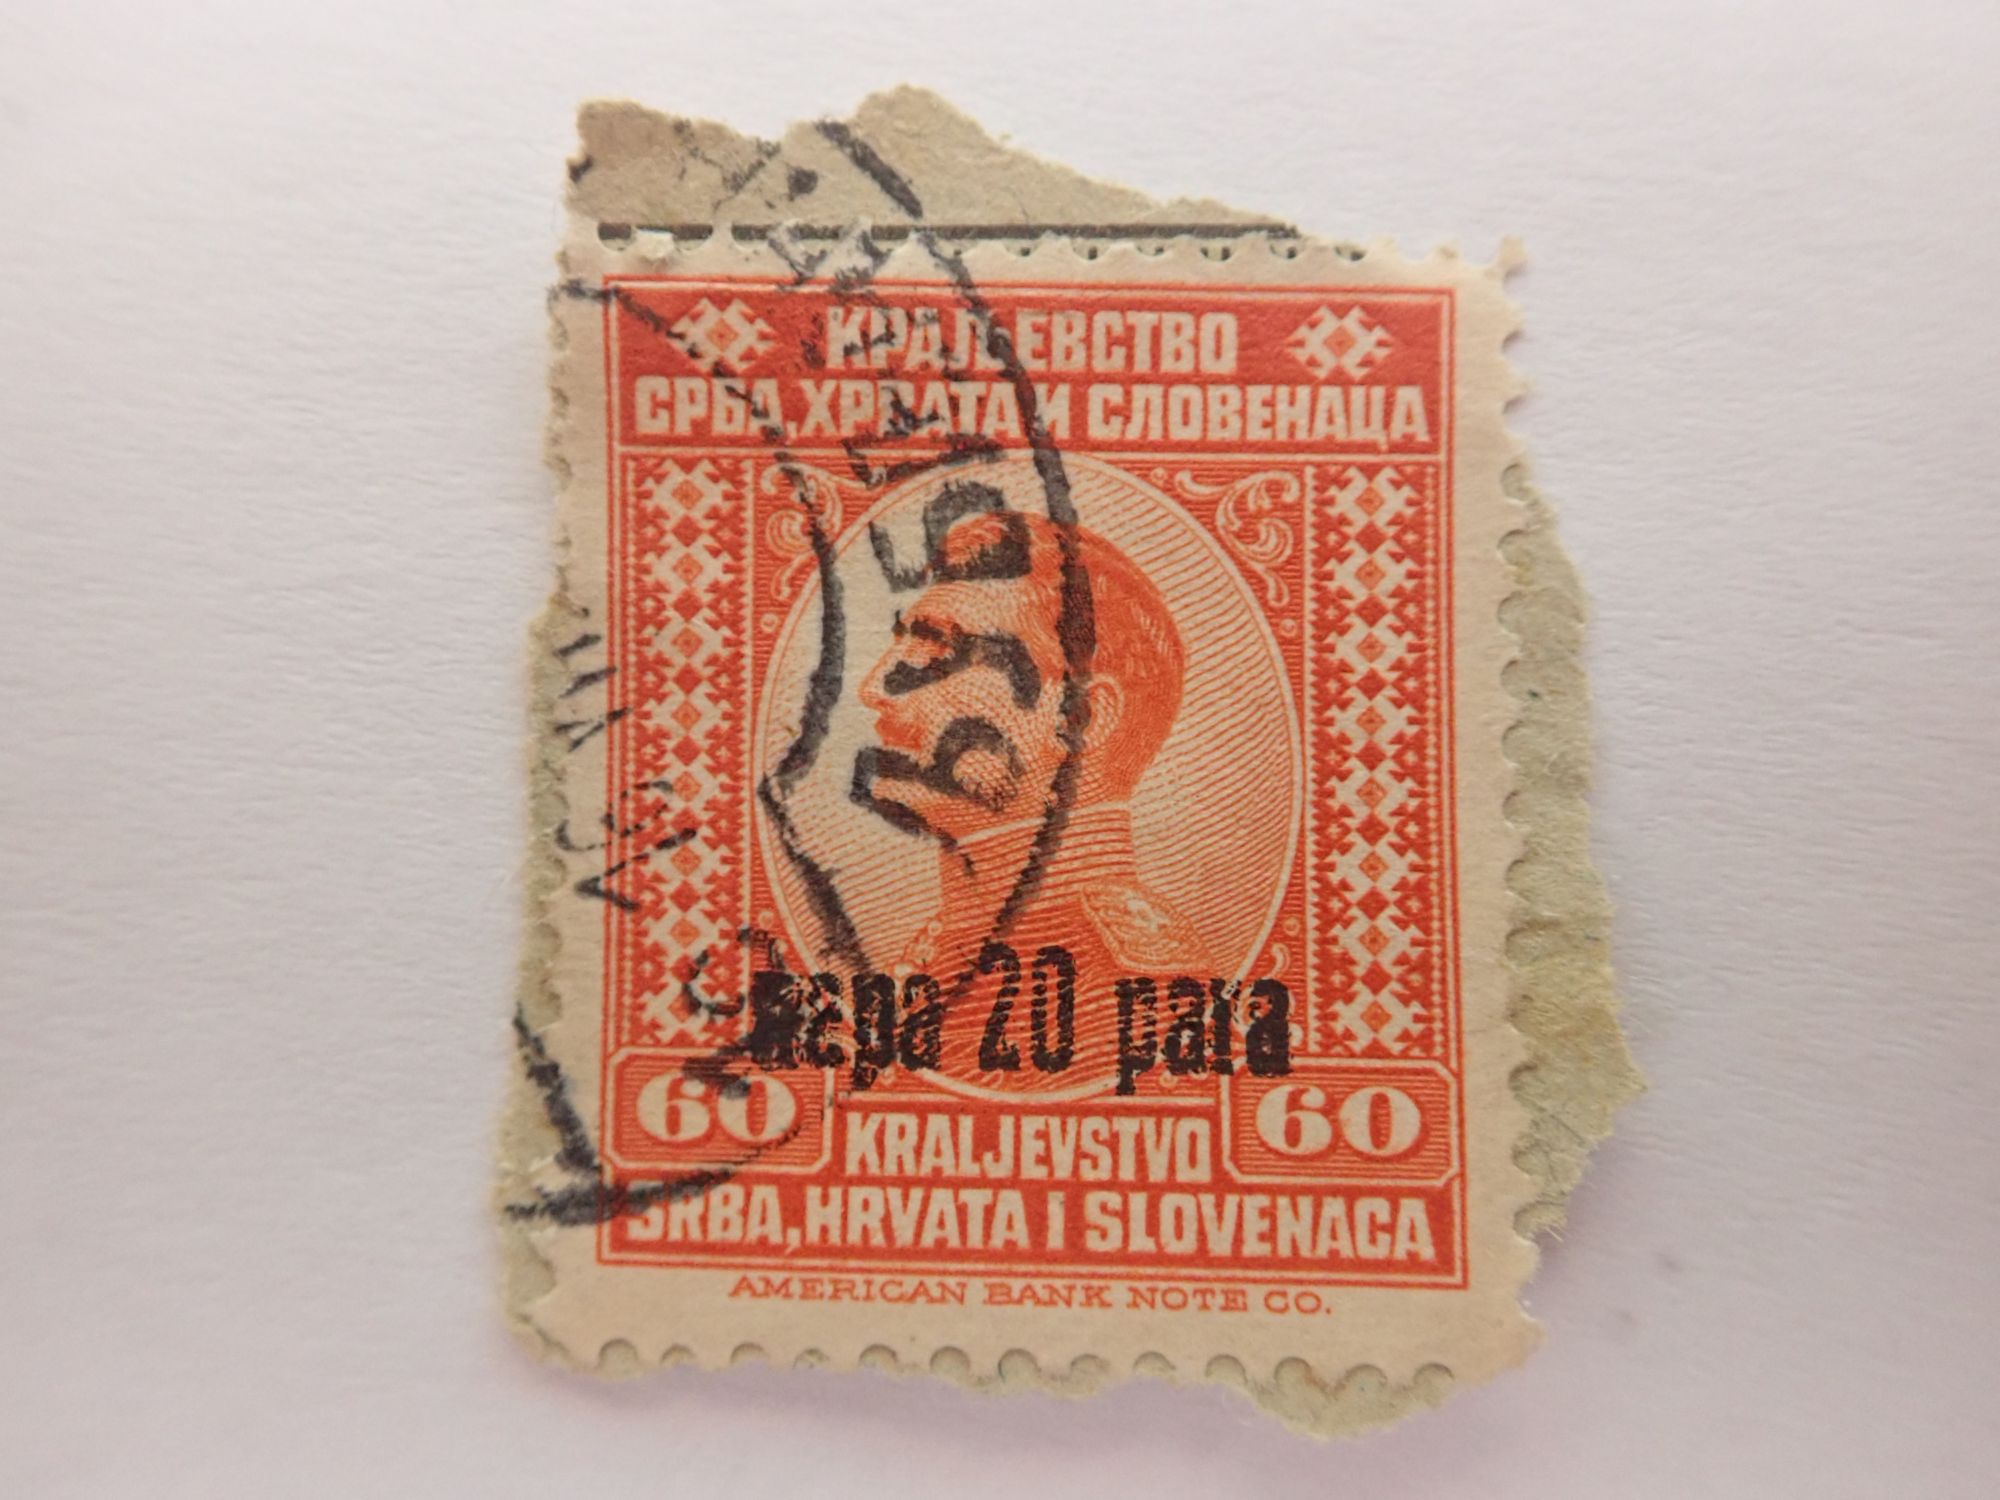 КРАЉЕВСТВО
СРБА, ХРВАТА И СЛОВЕНАЦА
пара 20 para
60 KRALJEVSTVO 60
SRBA, HRVATA I SLOVENACA
AMERICAN BANK NOTE CO.